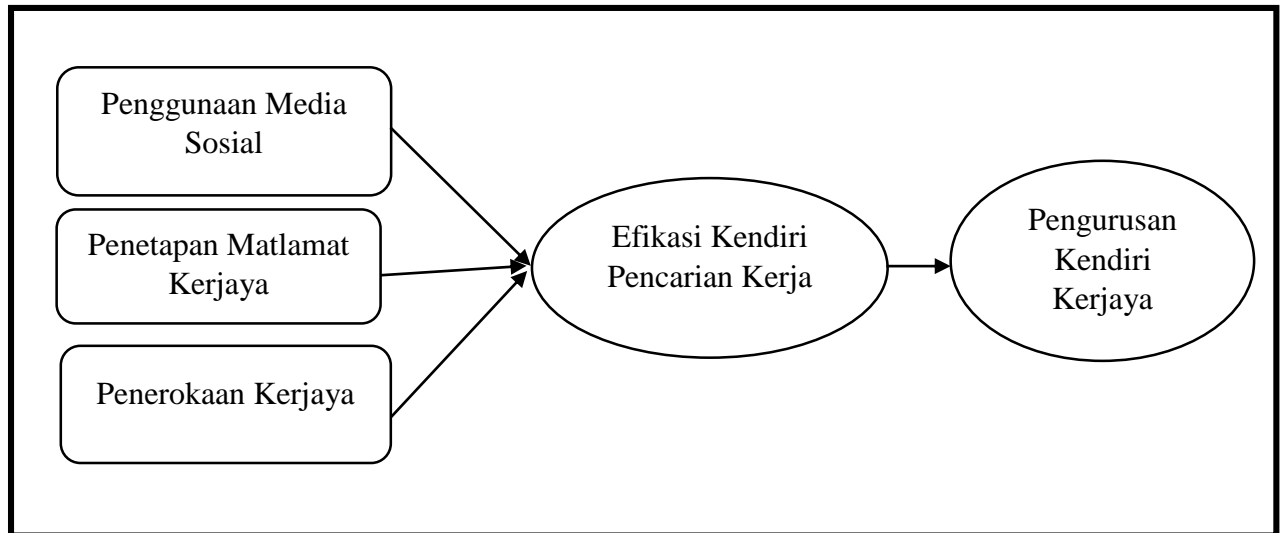 Penggunaan Media
Sosial
Penetapan Matlamat
Kerjaya
Penerokaan Kerjaya
Efikasi Kendiri
Pencarian Kerja
Pengurusan
Kendiri
Kerjaya